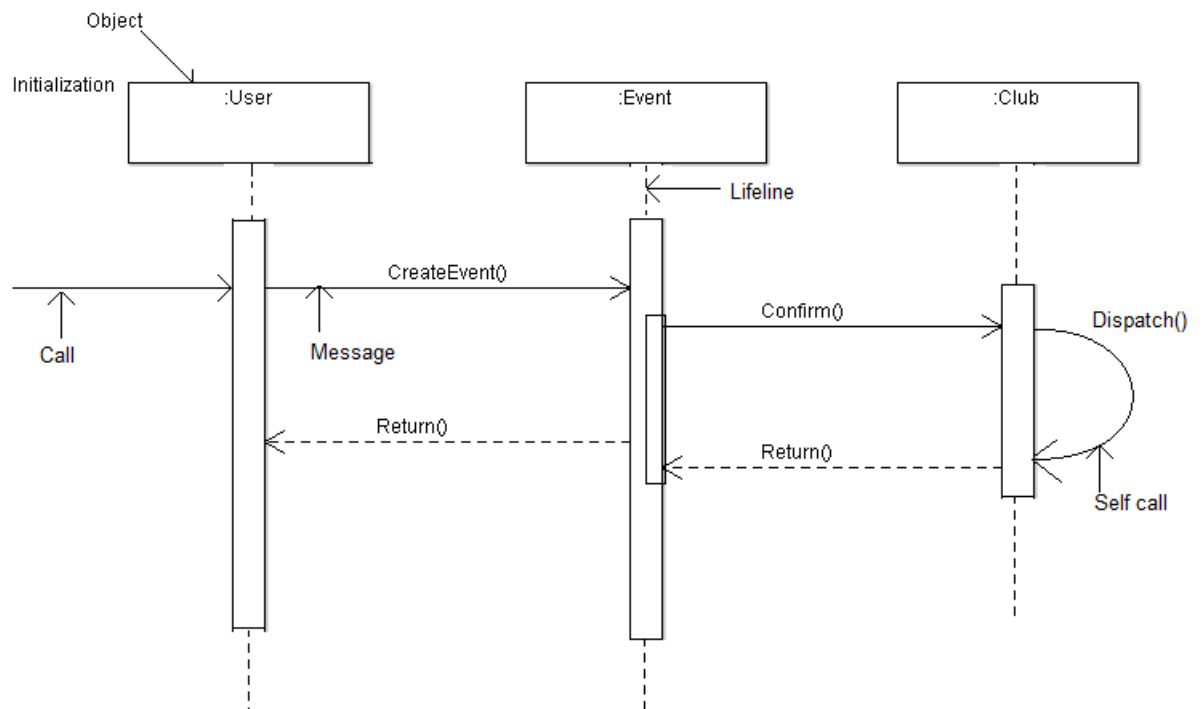 Object
Initialization
:User
:Event
:Club
Lifeline
CreateEvent()
Confirm()
Dispatch()
Call
Message
Return()
Return()
Self call